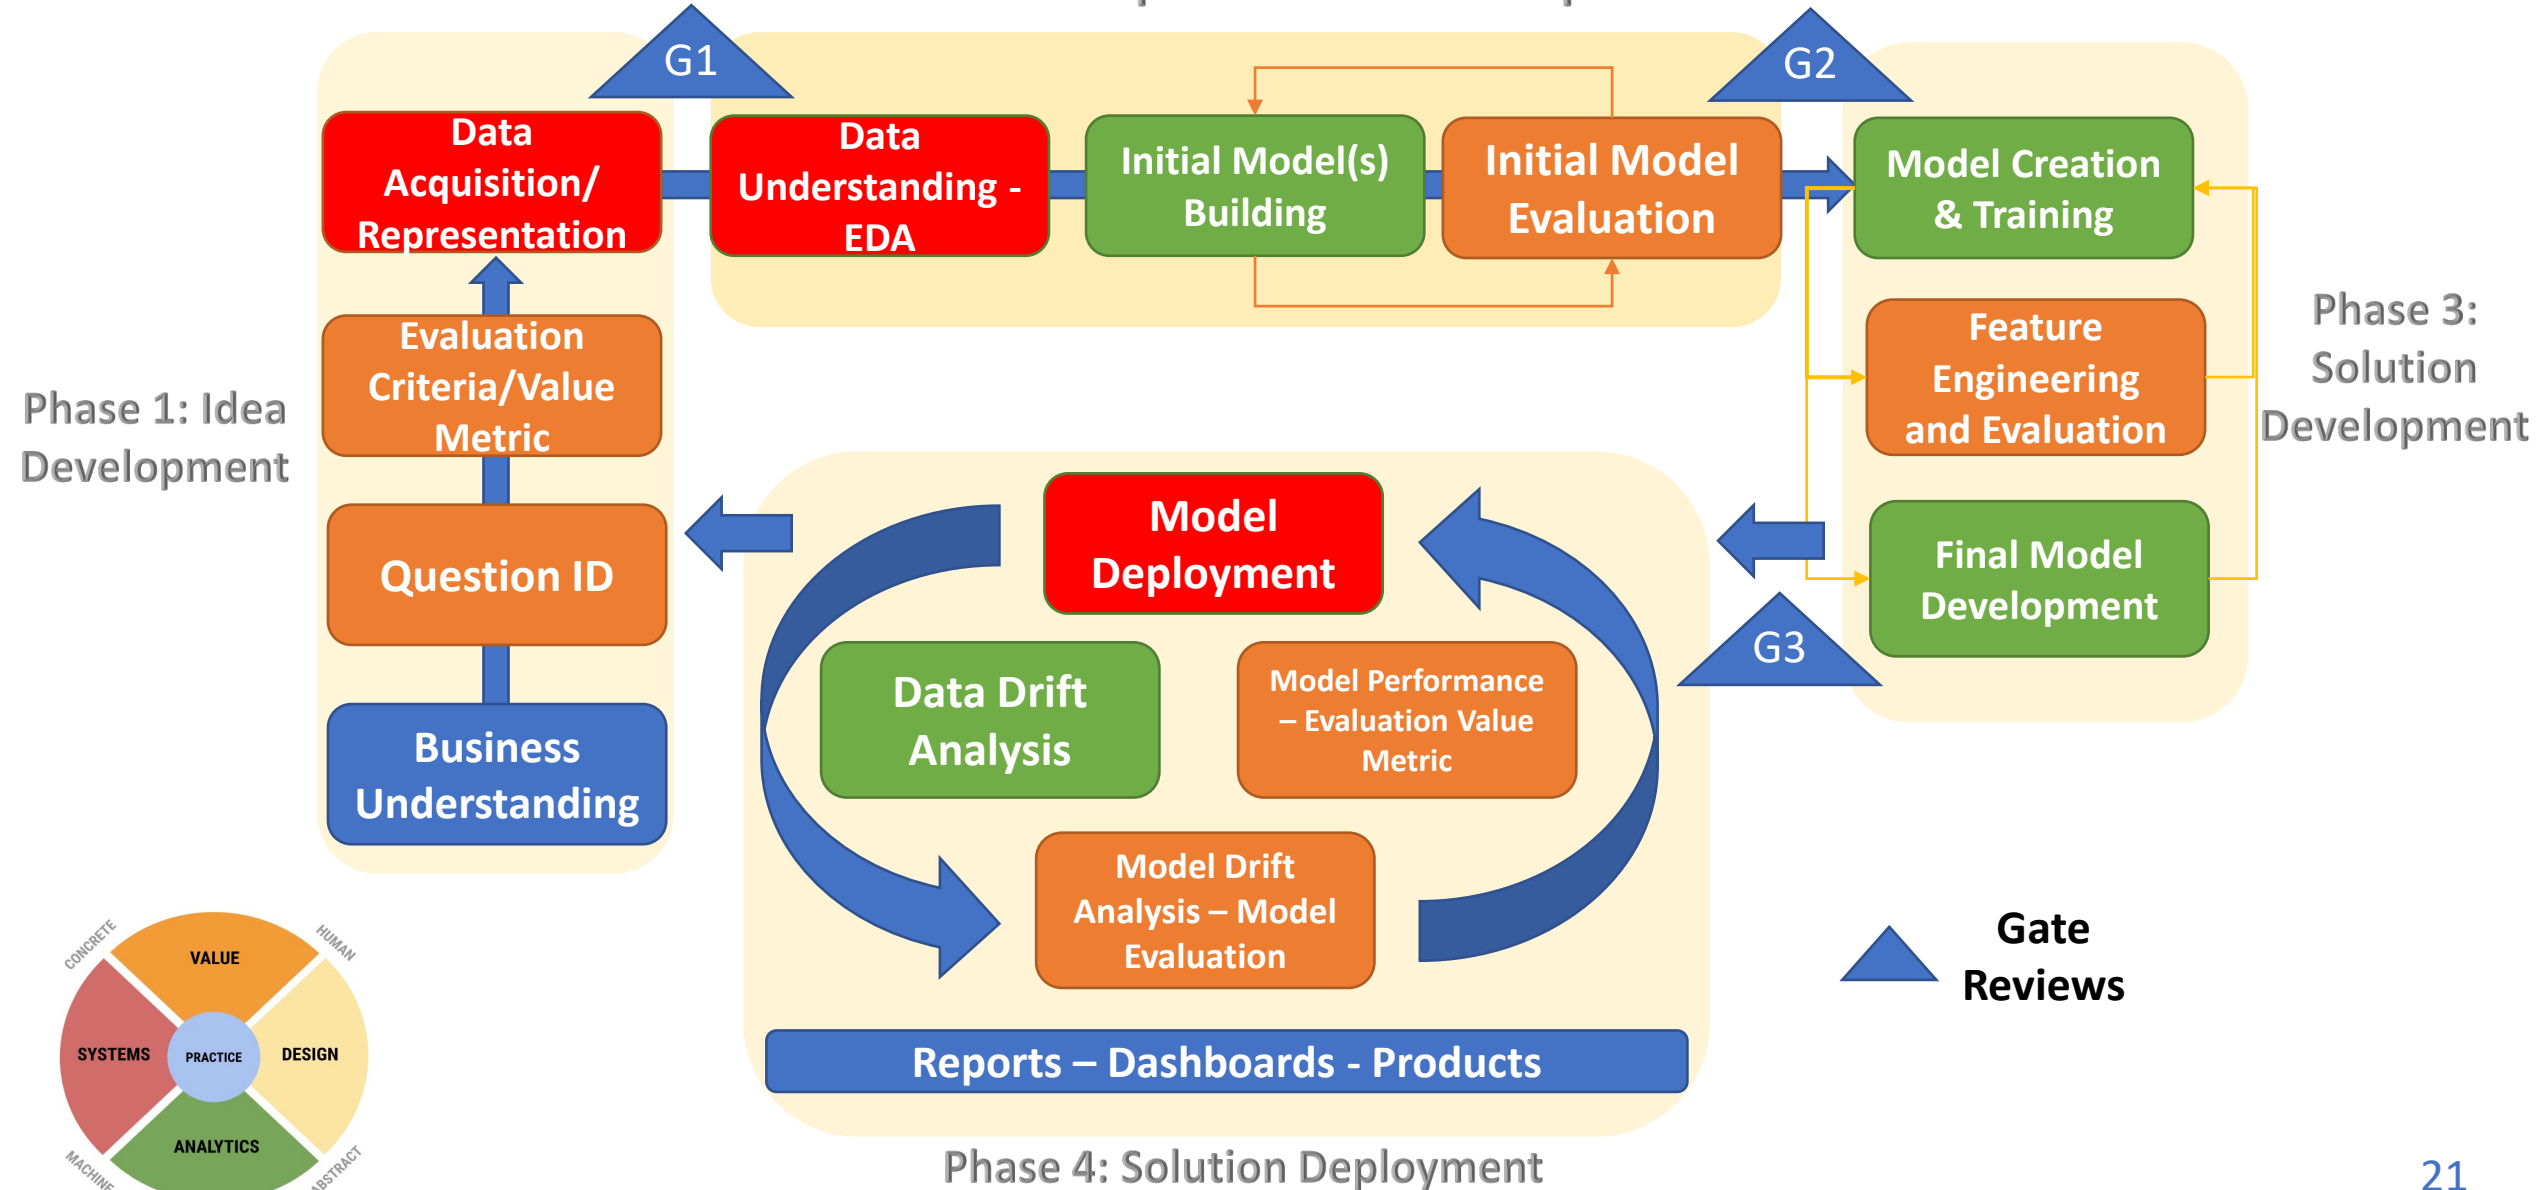 G1
G2
Data
Acquisition/
Representation
Data
Understanding -
EDA
Initial Model(s)
Building
Initial Model
Evaluation
Model Creation
& Training
Evaluation
Criteria/Value
Metric
Feature
Engineering
and Evaluation
Phase 3:
Solution
Development
Phase 1: Idea
Development
Question ID
Model
Deployment
Final Model
Development
G3
Data Drift
Analysis
Model Performance
– Evaluation Value
Metric
Business
Understanding
Model Drift
Analysis – Model
Evaluation
Gate
Reviews
Reports – Dashboards - Products
Phase 4: Solution Deployment
CONCRETE
HUMAN
VALUE
SYSTEMS
PRACTICE
DESIGN
ANALYTICS
MACHINE
ABSTRACT
21